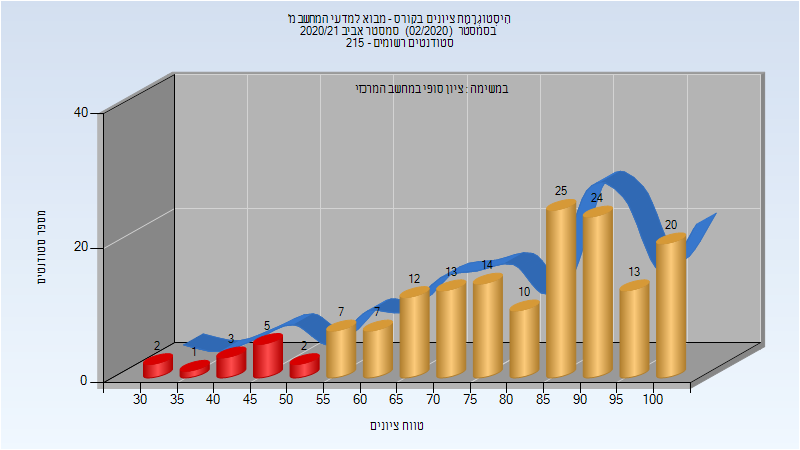 היסטוגרמת ציונים בקורס - מבוא למדעי המחשב מ'
בסמסטר (02/2020) סמסטר אביב 2020/21
סטודנטים רשומים - 215
במשימה : ציון סופי במחשב המרכזי
מספר סטודנטים
40
20
0
2 1 3 5 2 7 7 12 13 14 10 25 24 13 20
30 35 40 45 50 55 60 65 70 75 80 85 90 95 100
טווח ציונים